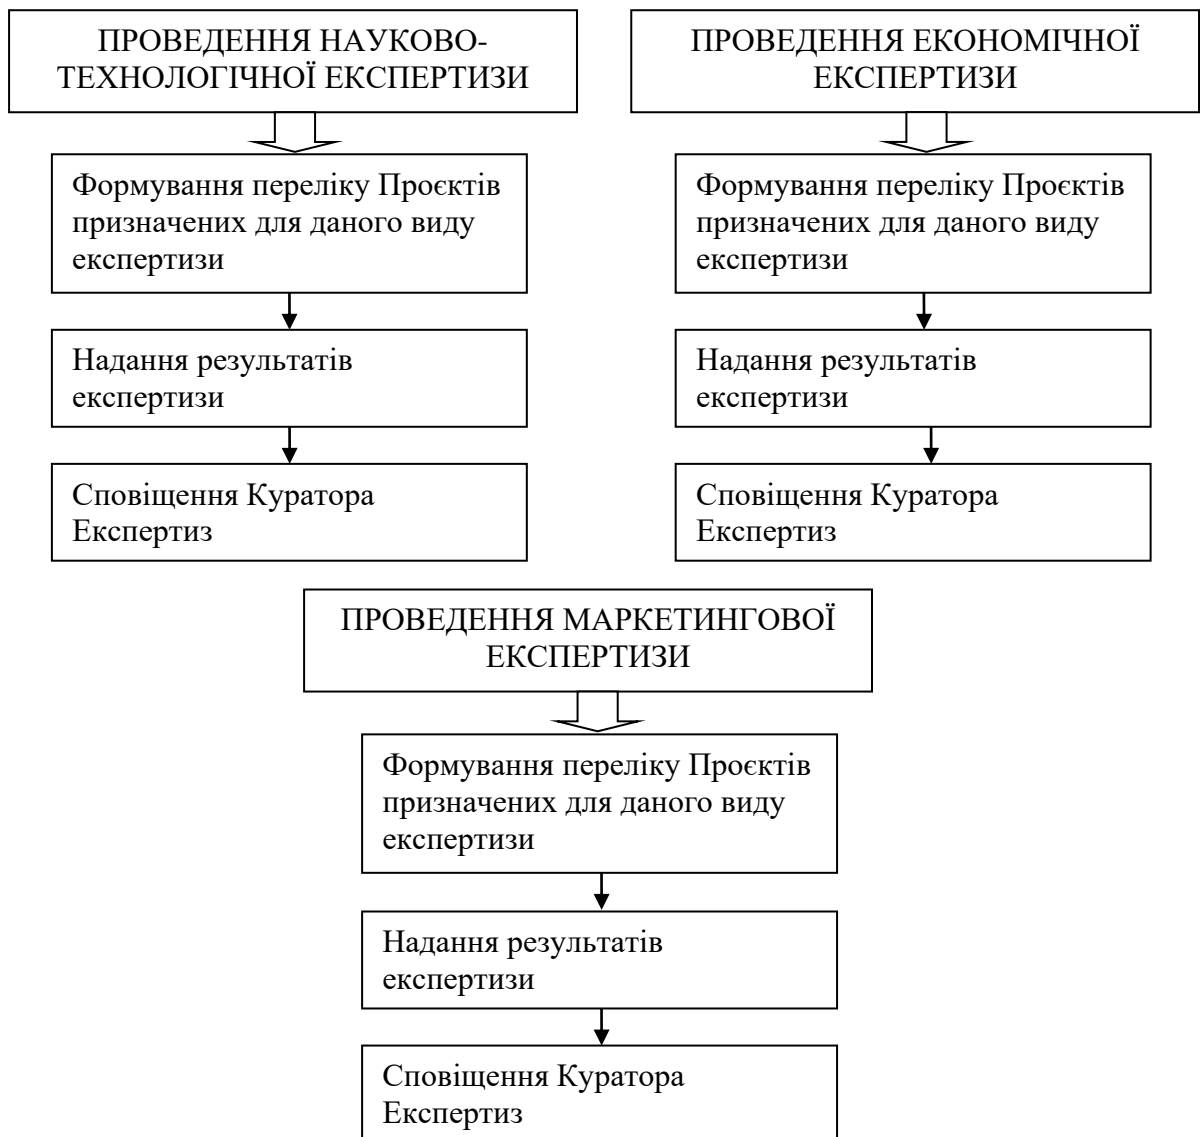 ПРОВЕДЕННЯ НАУКОВО-
ТЕХНОЛОГІЧНОЇ ЕКСПЕРТИЗИ
Формування переліку Проєктів
призначених для даного виду
експертизи
Надання результатів
експертизи
Сповіщення Куратора
Експертиз
ПРОВЕДЕННЯ ЕКОНОМІЧНОЇ
ЕКСПЕРТИЗИ
Формування переліку Проєктів
призначених для даного виду
експертизи
Надання результатів
експертизи
Сповіщення Куратора
Експертиз
ПРОВЕДЕННЯ МАРКЕТИНГОВОЇ
ЕКСПЕРТИЗИ
Формування переліку Проєктів
призначених для даного виду
експертизи
Надання результатів
експертизи
Сповіщення Куратора
Експертиз